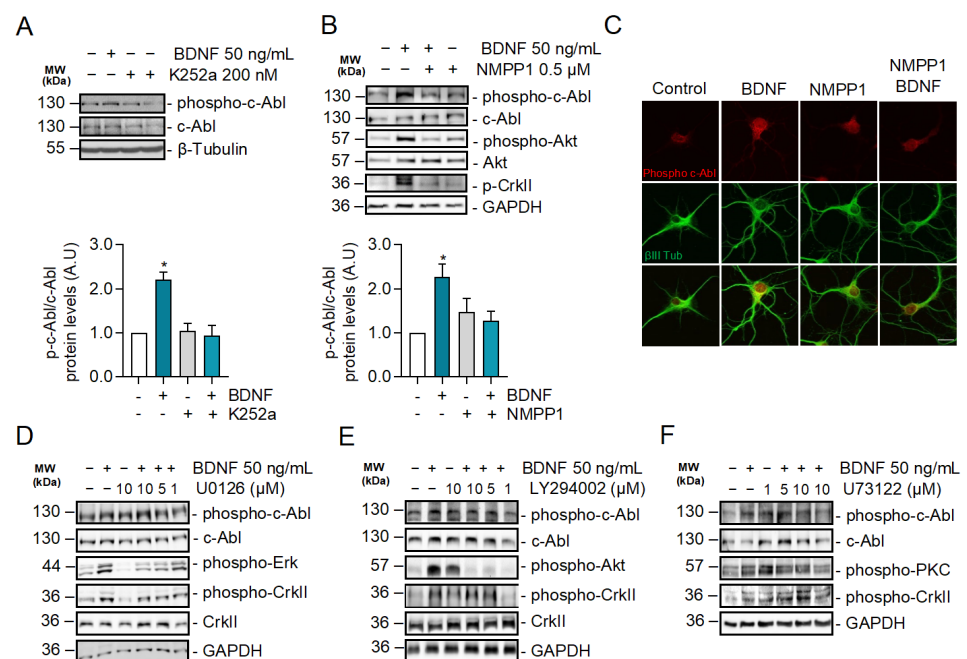 A
– + – + BDNF 50 ng/mL
– – + + K252a 200 nM
MW
(kDa)
130 – - phospho-c-Abl
130 – - c-Abl
55 – - β-Tubulin
3.0
2.0
1.0
0.0
p-c-Abl/c-Abl
protein levels (A.U)
*
- + - + BDNF
- - + + K252a
B
– + + – BDNF 50 ng/mL
– – + + NMPP1 0.5 µM
MW
(kDa)
130 – - phospho-c-Abl
130 – - c-Abl
57 – - phospho-Akt
57 – - Akt
36 – - p-CrkII
36 – - GAPDH
3.0
2.0
1.0
0.0
p-c-Abl/c-Abl
protein levels (A.U)
*
- + - + BDNF
- - + + NMPP1
C
Control
BDNF
NMPP1
NMPP1
BDNF
Phospho c-Abl
βIII Tub
D
– + – + + + BDNF 50 ng/mL
– – 10 10 5 1 U0126 (µM)
MW
(kDa)
130 – - phospho-c-Abl
130 – - c-Abl
44 – - phospho-Erk
36 – - phospho-CrkII
36 – - CrkII
36 – - GAPDH
E
– + – + + + BDNF 50 ng/mL
– – 10 10 5 1 LY294002 (µM)
MW
(kDa)
130 – - phospho-c-Abl
130 – - c-Abl
57 – - phospho-Akt
36 – - phospho-CrkII
36 – - CrkII
36 – - GAPDH
F
– + + + + – BDNF 50 ng/mL
– – 1 5 10 10 U73122 (µM)
MW
(kDa)
130 – - phospho-c-Abl
130 – - c-Abl
57 – - phospho-PKC
36 – - phospho-CrkII
36 – - GAPDH